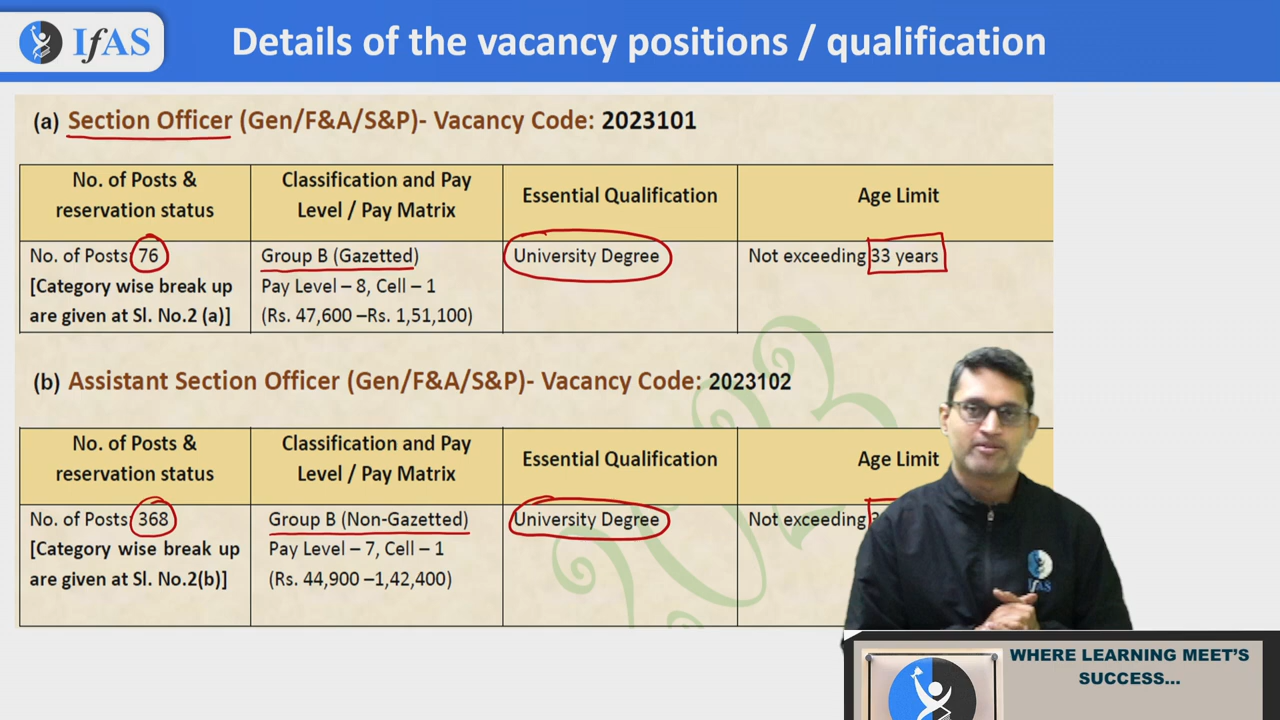 IfAS
Details of the vacancy positions / qualification
(a) Section Officer (Gen/F&A/S&P)- Vacancy Code: 2023101
No. of Posts &
reservation status
Classification and Pay
Level / Pay Matrix
Essential Qualification
Age Limit
No. of Posts: 76
[Category wise break up
are given at Sl. No.2 (a)]
Group B (Gazetted)
Pay Level – 8, Cell – 1
(Rs. 47,600 –Rs. 1,51,100)
University Degree
Not exceeding 33 years
(b) Assistant Section Officer (Gen/F&A/S&P)- Vacancy Code: 2023102
No. of Posts &
reservation status
Classification and Pay
Level / Pay Matrix
Essential Qualification
Age Limit
No. of Posts: 368
[Category wise break up
are given at Sl. No.2(b)]
Group B (Non-Gazetted)
Pay Level – 7, Cell – 1
(Rs. 44,900 –1,42,400)
University Degree
Not exceeding
2023
IfAS
WHERE LEARNING MEET'S
SUCCESS...